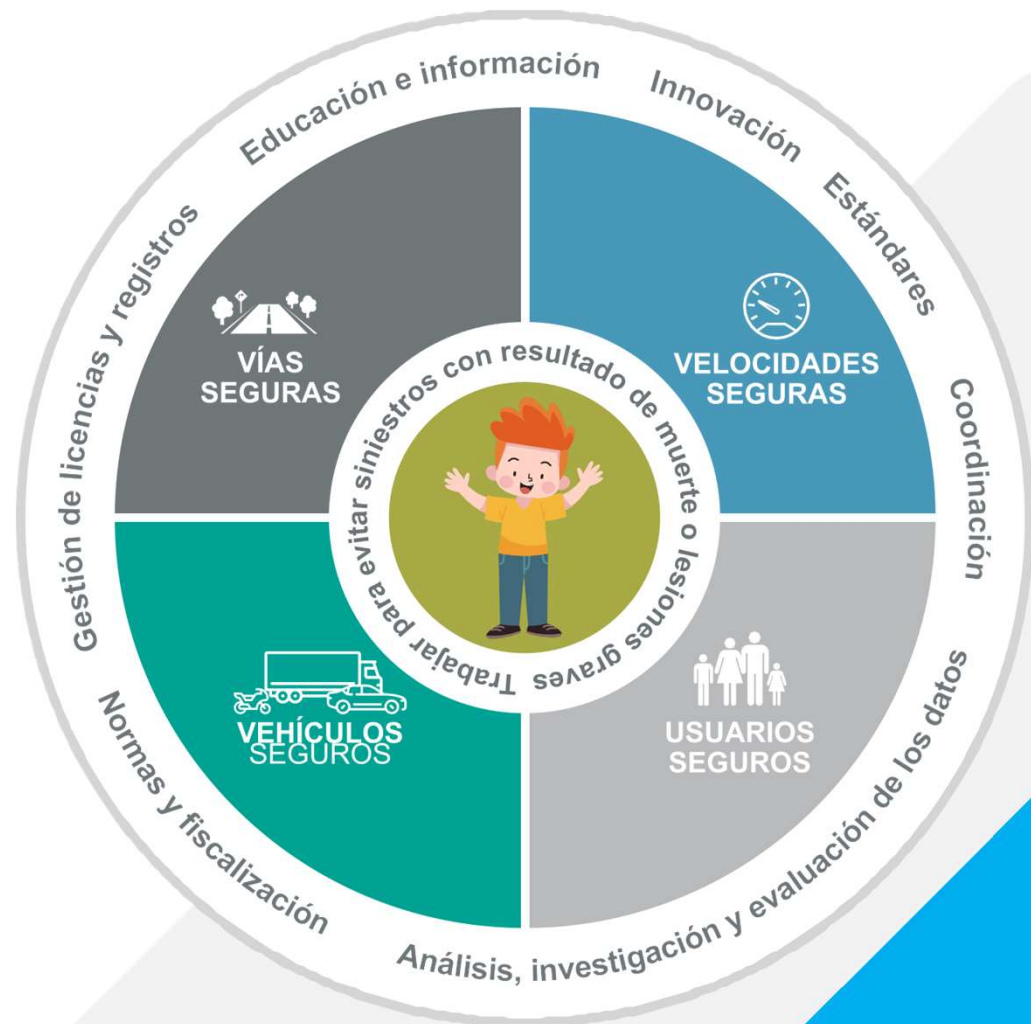 Educación e información
Innovación
Estándares
Coordinación
Análisis, investigación y evaluación de los datos
Normas y fiscalización
Gestión de licencias y registros
VÍAS
SEGURAS
VELOCIDADES
SEGURAS
Trabajar para evitar siniestros con resultado de muerte o lesiones graves
VEHÍCULOS
SEGUROS
USUARIOS
SEGUROS